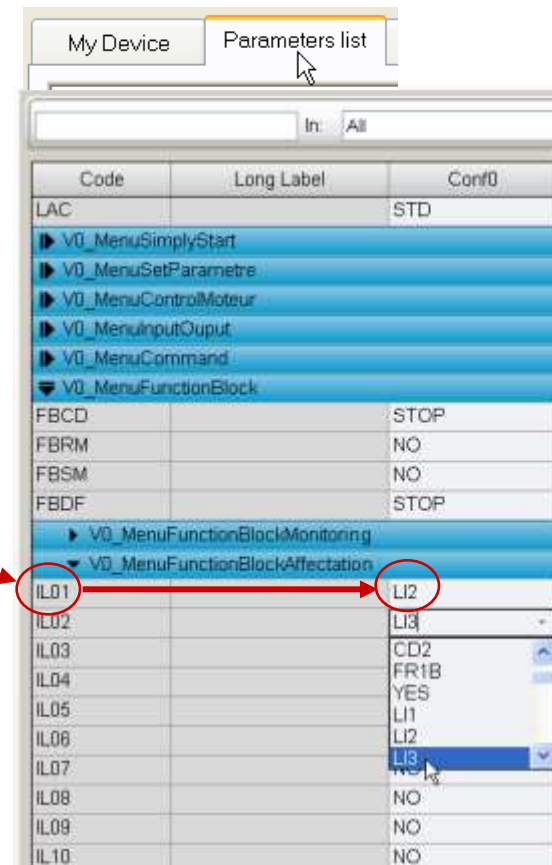 My Device Parameters list
In: All
Code Long Label Conf0
LAC STD
V0_MenuSimplyStart
V0_MenuSetParametre
V0_MenuControlMoteur
V0_MenuInputOuput
V0_MenuCommand
V0_MenuFunctionBlock
FBCD STOP
FBRM NO
FBSM NO
FBDF STOP
V0_MenuFunctionBlockMonitoring
V0_MenuFunctionBlockAffectation
IL01 LI2
IL02 LI3
IL03 CD2
IL04 FR1B
YES
IL05 LI1
IL06 LI2
LI3
IL07 NO
IL08 NO
IL09 NO
IL10 NO